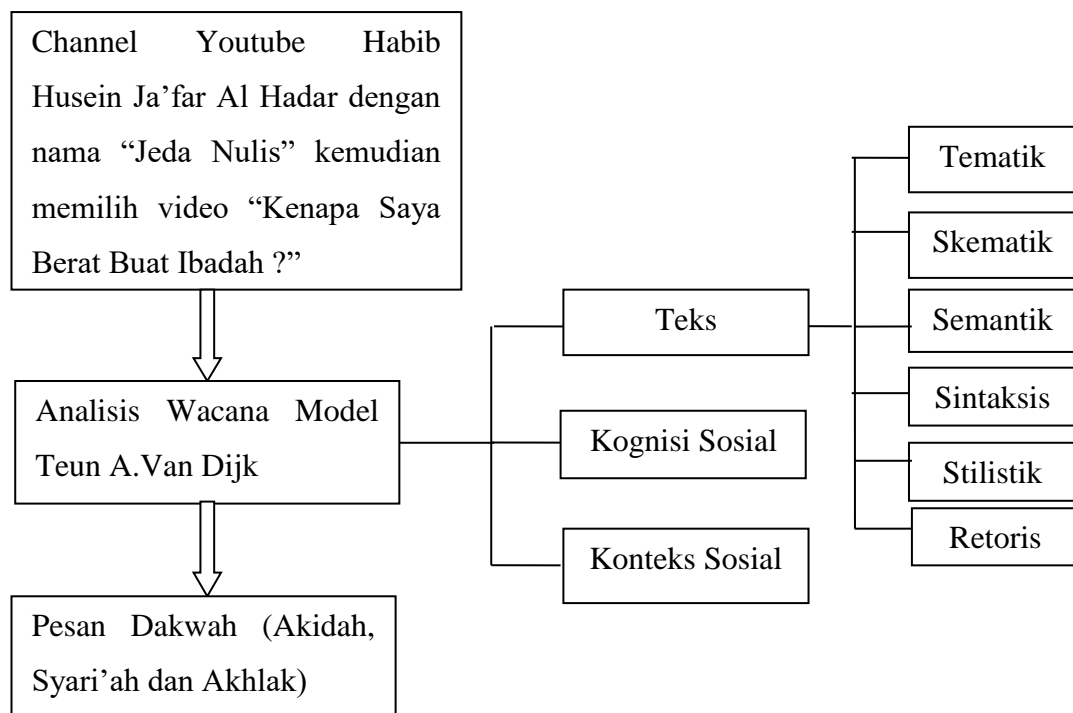 Channel Youtube Habib
Husein Ja’far Al Hadar dengan
nama “Jeda Nulis” kemudian
memilih video “Kenapa Saya
Berat Buat Ibadah ?”
Analisis Wacana Model
Teun A.Van Dijk
Pesan Dakwah (Akidah,
Syari’ah dan Akhlak)
Teks
Kognisi Sosial
Konteks Sosial
Tematik
Skematik
Semantik
Sintaksis
Stilistik
Retoris